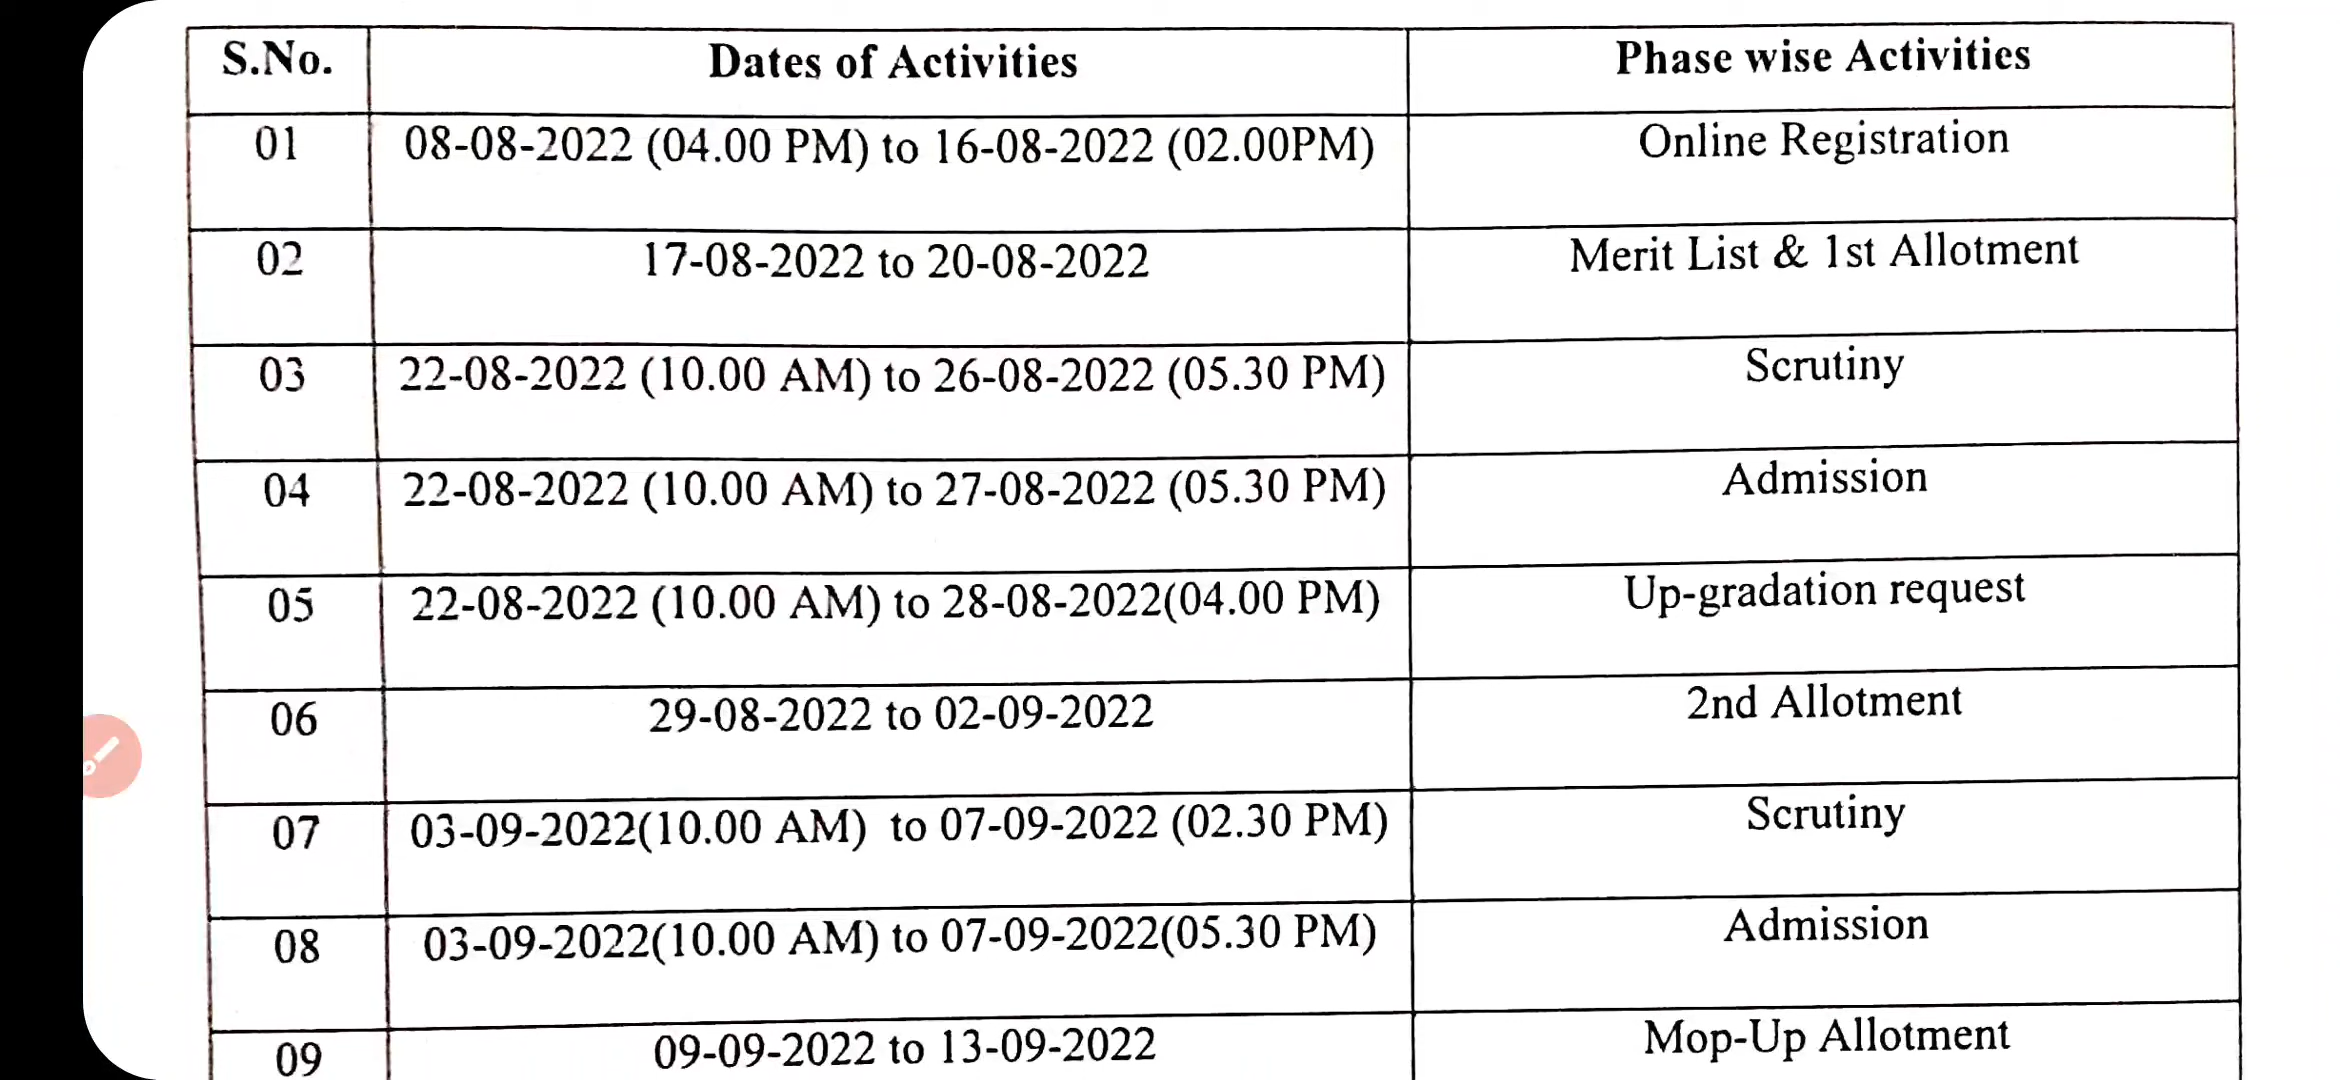 S.No. Dates of Activities Phase wise Activities
01 08-08-2022 (04.00 PM) to 16-08-2022 (02.00PM) Online Registration
02 17-08-2022 to 20-08-2022 Merit List & 1st Allotment
03 22-08-2022 (10.00 AM) to 26-08-2022 (05.30 PM) Scrutiny
04 22-08-2022 (10.00 AM) to 27-08-2022 (05.30 PM) Admission
05 22-08-2022 (10.00 AM) to 28-08-2022(04.00 PM) Up-gradation request
06 29-08-2022 to 02-09-2022 2nd Allotment
07 03-09-2022(10.00 AM) to 07-09-2022 (02.30 PM) Scrutiny
08 03-09-2022(10.00 AM) to 07-09-2022(05.30 PM) Admission
09 09-09-2022 to 13-09-2022 Mop-Up Allotment